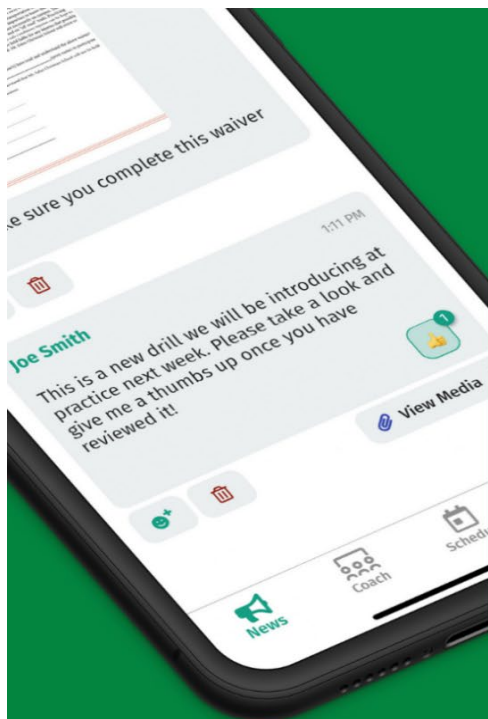 e sure you complete this waiver
1:11 PM
Joe Smith
This is a new drill we will be introducing at
practice next week. Please take a look and
give me a thumbs up once you have
reviewed it!
1
View Media
News
Coach
Schedu